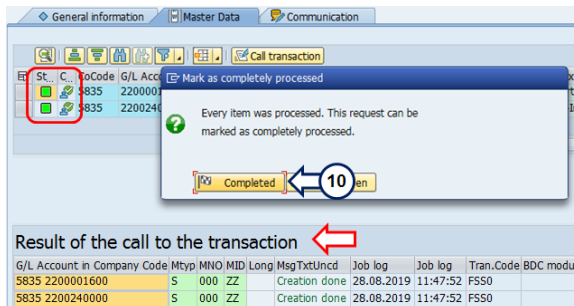 General information Master Data Communication
Call transaction
St... C... CoCode G/L Acc
Mark as completely processed
5835 220000
5835 220024
Every item was processed. This request can be
marked as completely processed.
Completed 10 en
Result of the call to the transaction
G/L Account in Company Code Mtyp MNO MID Long MsgTxtUncd Job log Job log Tran.Code BDC modu
5835 2200001600 S 000 ZZ Creation done 28.08.2019 11:47:52 FSS0
5835 2200240000 S 000 ZZ Creation done 28.08.2019 11:47:52 FSS0